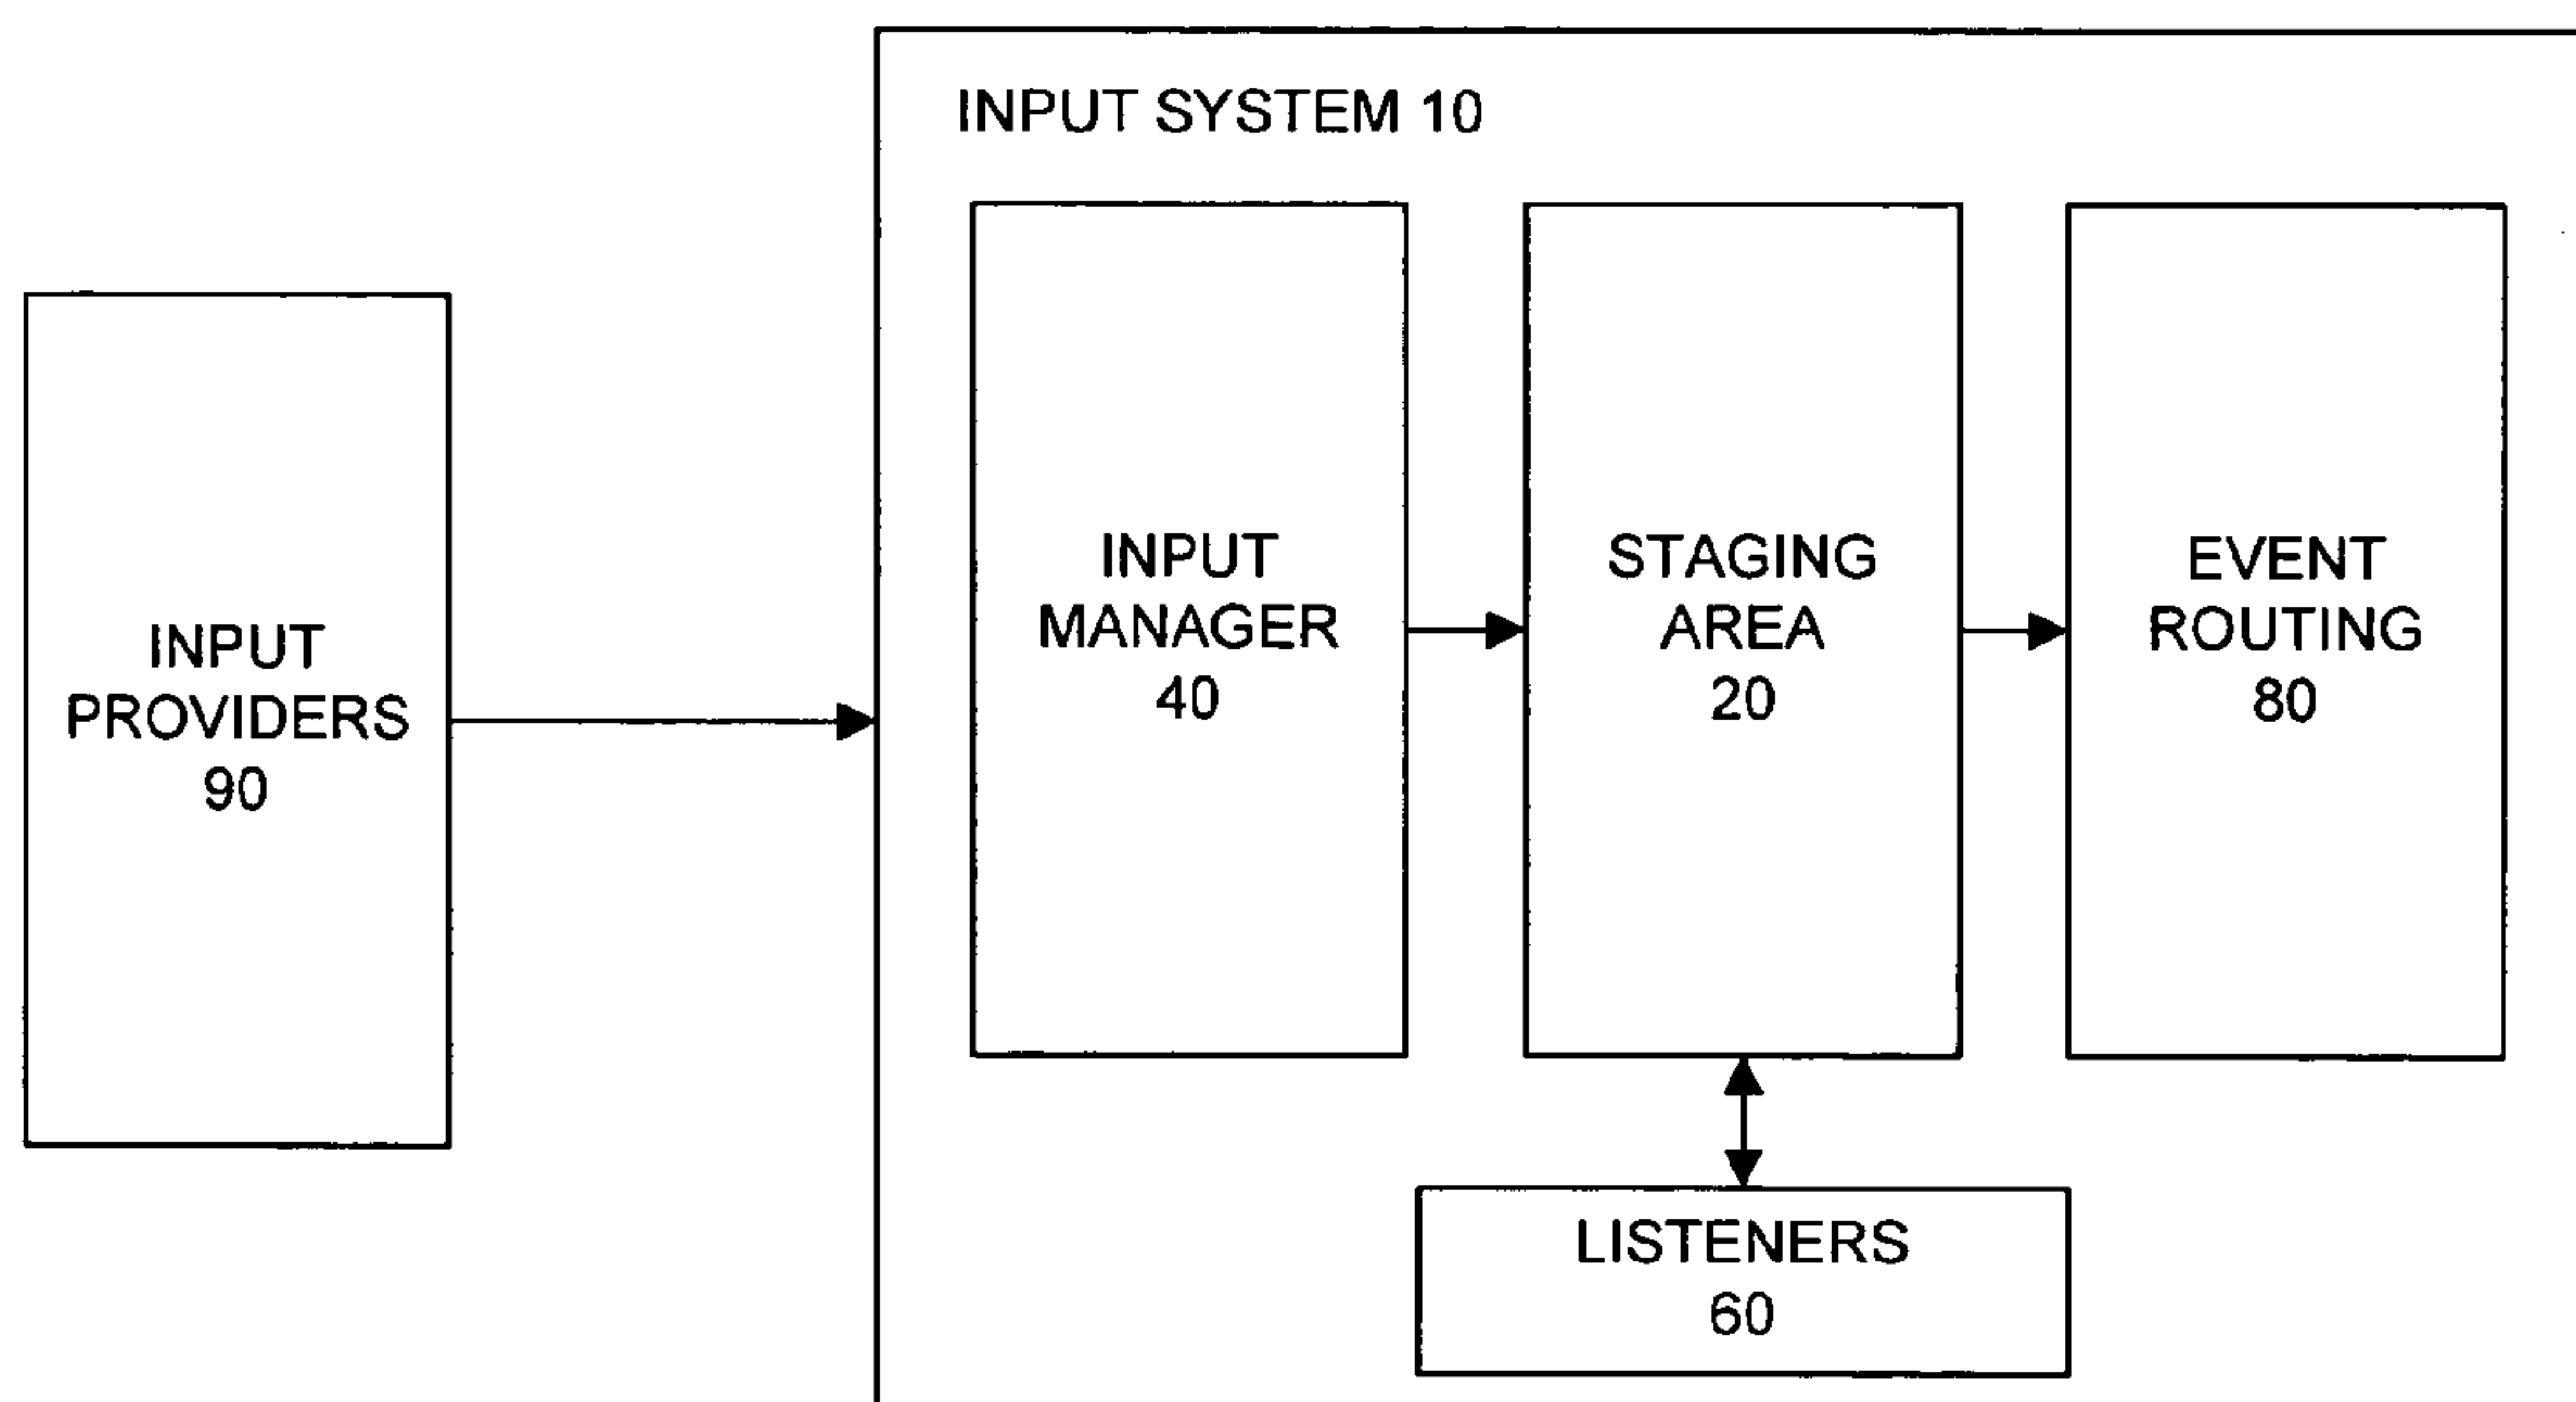 INPUT SYSTEM 10
INPUT
PROVIDERS
90
INPUT
MANAGER
40
STAGING
AREA
20
EVENT
ROUTING
80
LISTENERS
60